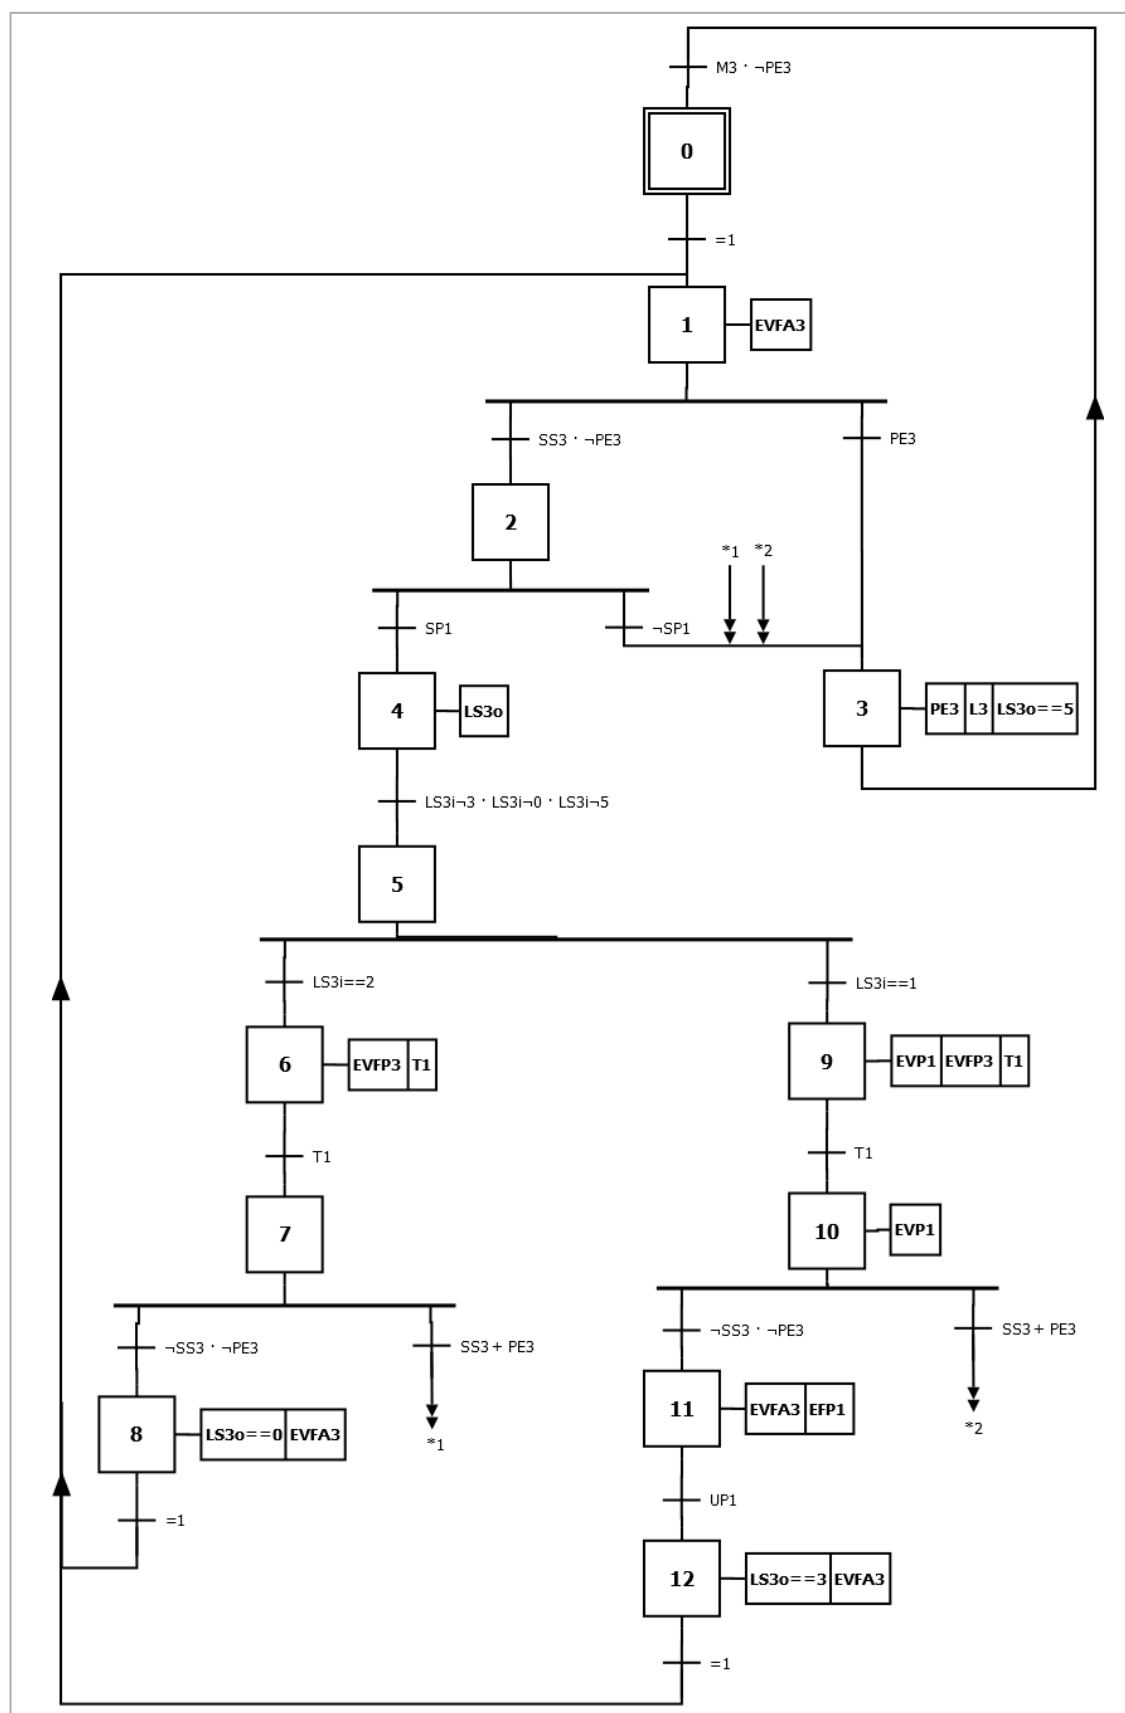 M3 · ¬PE3
0
=1
1 EVFA3
SS3 · ¬PE3 PE3
2
*1 *2
SP1 ¬SP1
4 LS3o 3 PE3 L3 LS3o==5
LS3i¬3 · LS3i¬0 · LS3i¬5
5
LS3i==2 LS3i==1
6 EVFP3 T1 9 EVP1 EVFP3 T1
T1 T1
7 10 EVP1
¬SS3 · ¬PE3 SS3+ PE3 ¬SS3 · ¬PE3 SS3+ PE3
8 LS3o==0 EVFA3 *1 11 EVFA3 EFP1 *2
=1 UP1
12 LS3o==3 EVFA3
=1